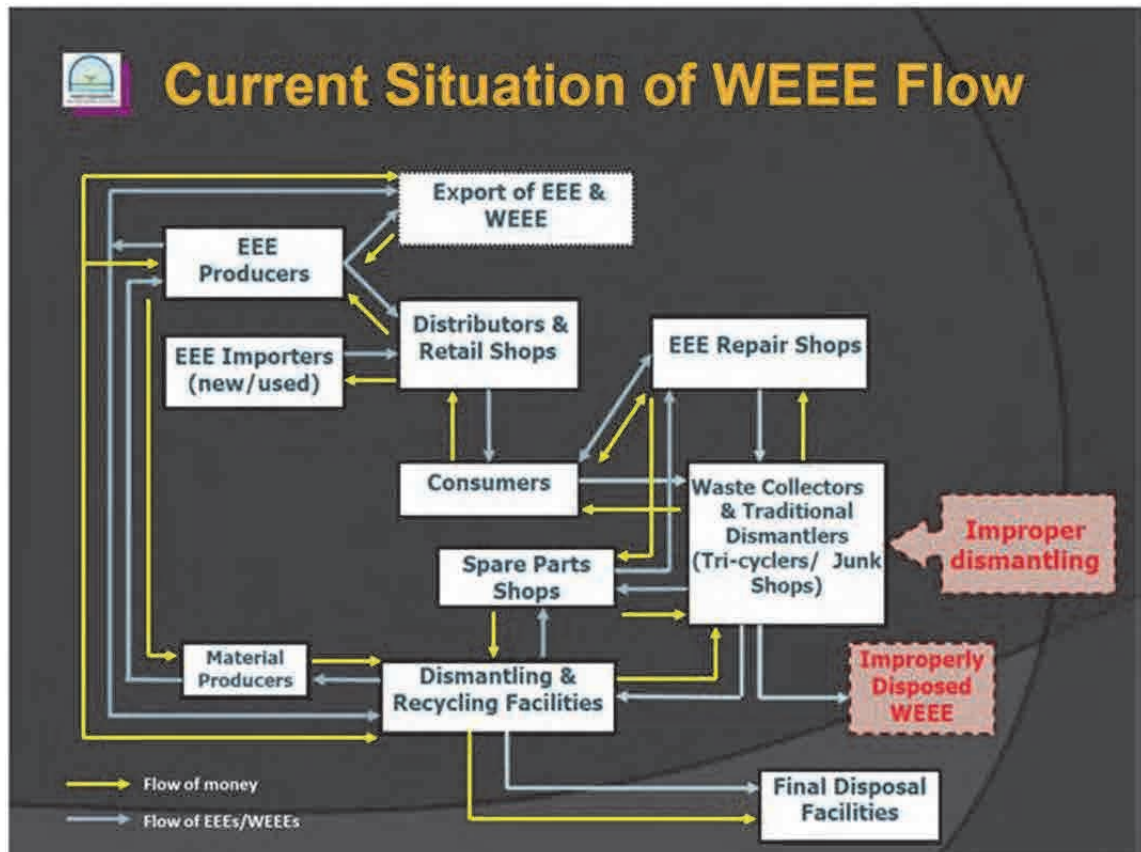 Current Situation of WEEE Flow
Export of EEE &
WEEE
EEE
Producers
Distributors &
Retail Shops
EEE Repair Shops
EEE Importers
(new/used)
Consumers
Waste Collectors
& Traditional
Dismantlers
(Tri-cyclers/ Junk
Shops)
Improper
dismantling
Spare Parts
Shops
Material
Producers
Dismantling &
Recycling Facilities
Improperly
Disposed
WEEE
Final Disposal
Facilities
Flow of money
Flow of EEEs/WEEEs